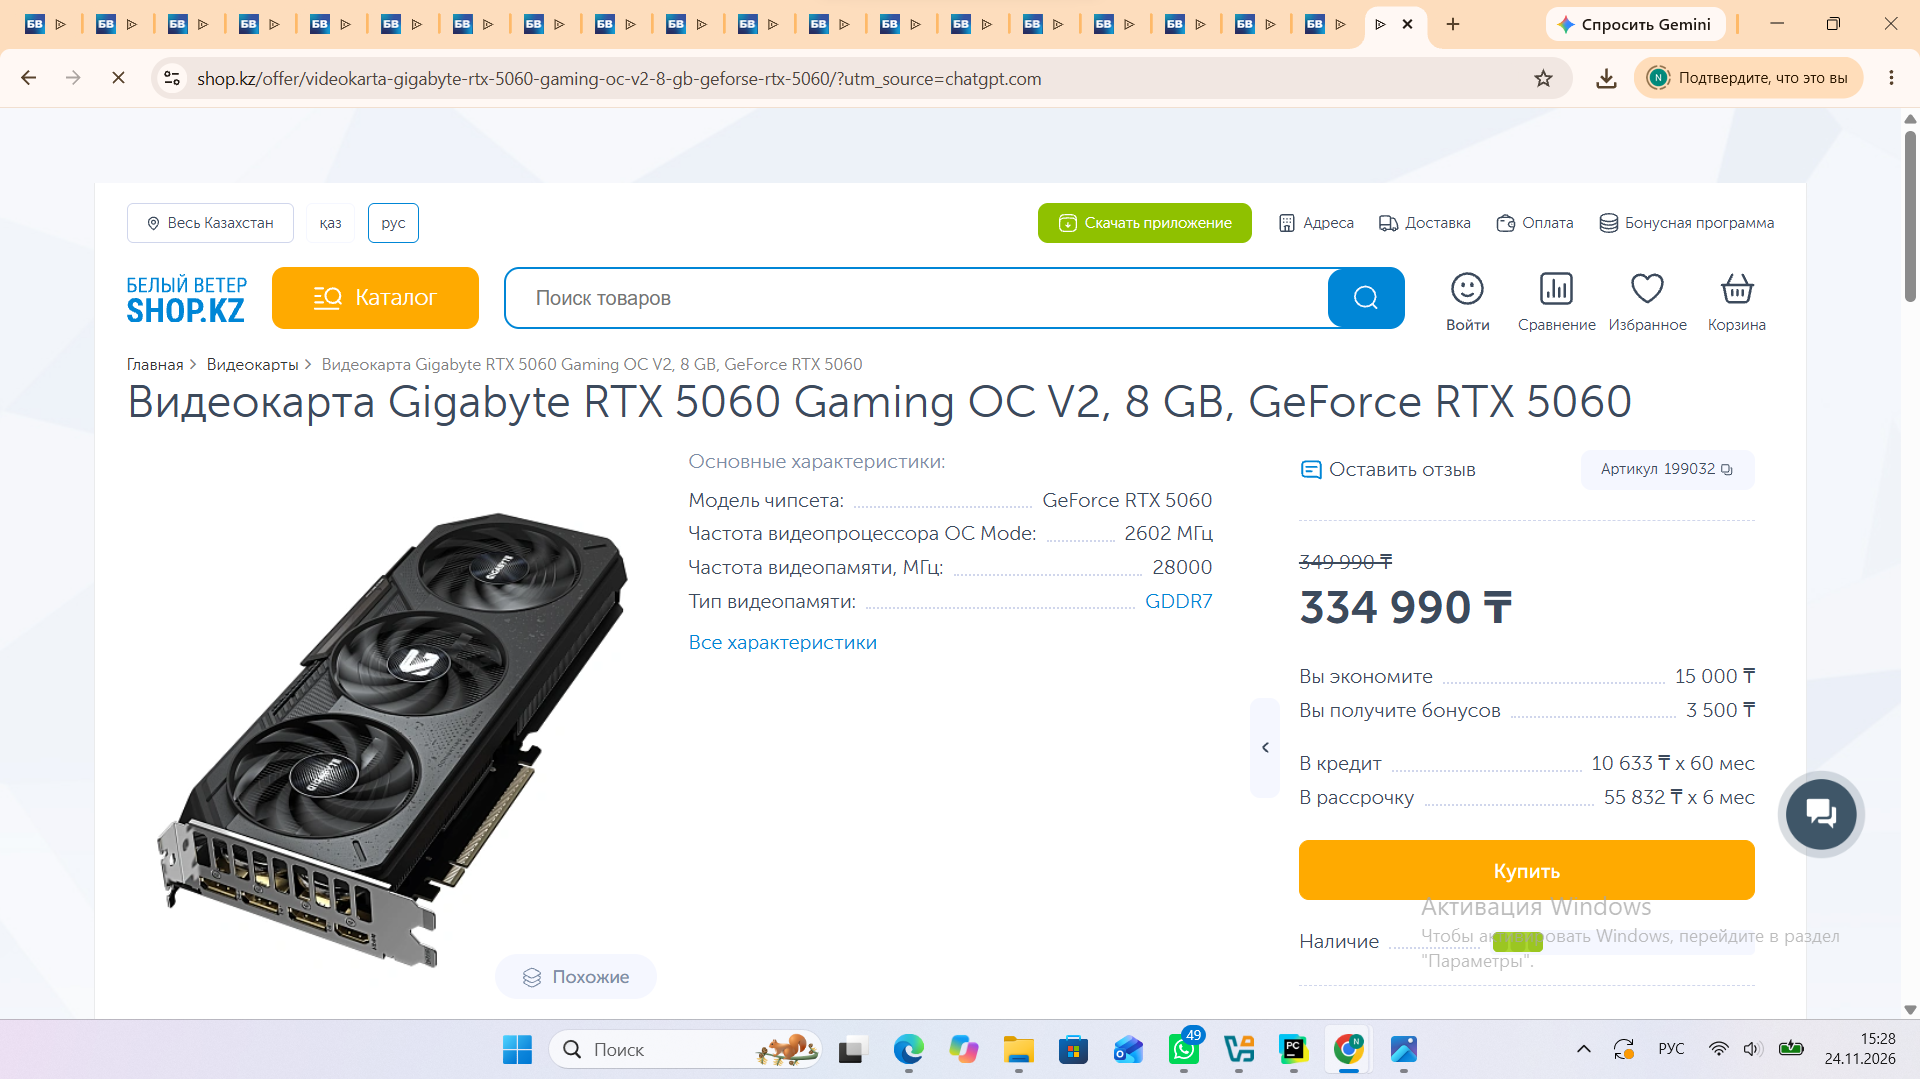 Спросить Gemini
shop.kz/offer/videokarta-gigabyte-rtx-5060-gaming-oc-v2-8-gb-geforse-rtx-5060/?utm_source=chatgpt.com
Подтвердите, что это вы
Весь Казахстан
қаз
рус
Скачать приложение
Адреса
Доставка
Оплата
Бонусная программа
БЕЛЫЙ ВЕТЕР
SHOP.KZ
Каталог
Поиск товаров
Войти
Сравнение
Избранное
Корзина
Главная > Видеокарты > Видеокарта Gigabyte RTX 5060 Gaming OC V2, 8 GB, GeForce RTX 5060
Видеокарта Gigabyte RTX 5060 Gaming OC V2, 8 GB, GeForce RTX 5060
Основные характеристики:
Модель чипсета: GeForce RTX 5060
Частота видеопроцессора OC Mode: 2602 МГц
Частота видеопамяти, МГц: 28000
Тип видеопамяти: GDDR7
Все характеристики
GIGABYTE
GIGABYTE
Похожие
Оставить отзыв
Артикул 199032
349 990 ₸
334 990 ₸
Вы экономите 15 000 ₸
Вы получите бонусов 3 500 ₸
В кредит 10 633 ₸ x 60 мес
В рассрочку 55 832 ₸ x 6 мес
Купить
Наличие
Активация Windows
Чтобы активировать Windows, перейдите в раздел
"Параметры".
Поиск
49
РУС
15:28
24.11.2026